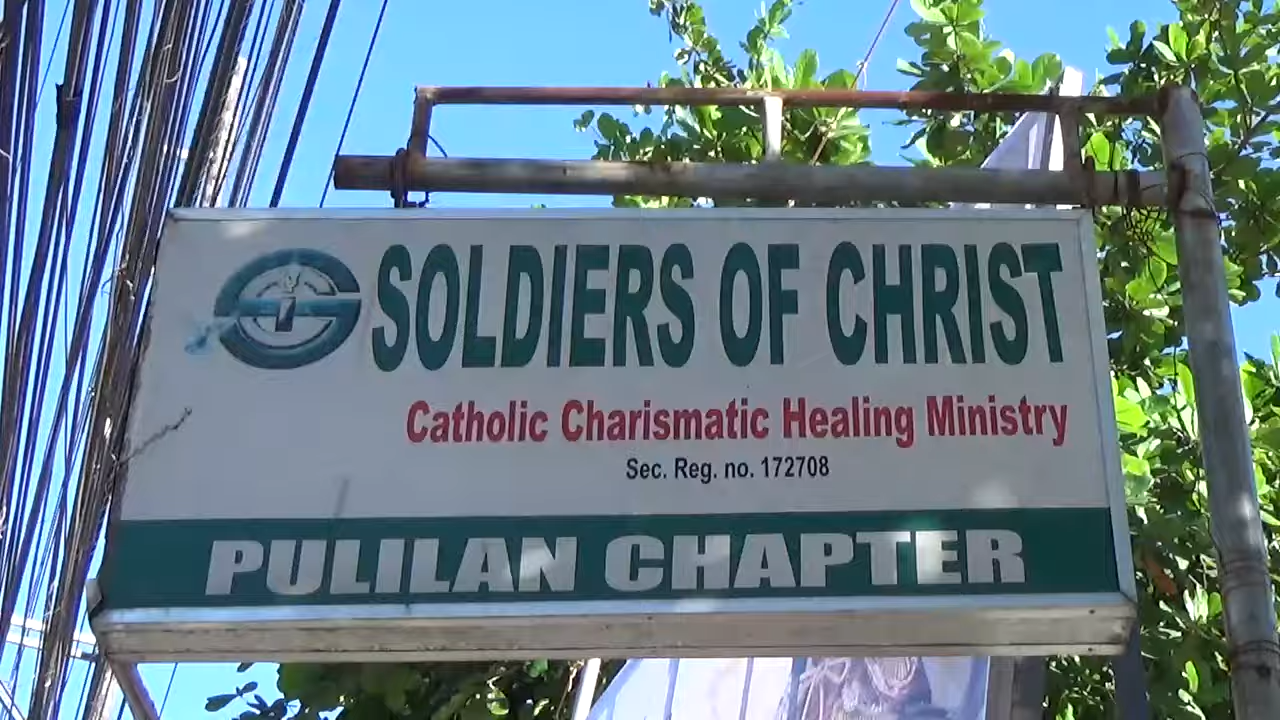 SOLDIERS OF CHRIST
Catholic Charismatic Healing Ministry
Sec. Reg. no. 172708
PULILAN CHAPTER